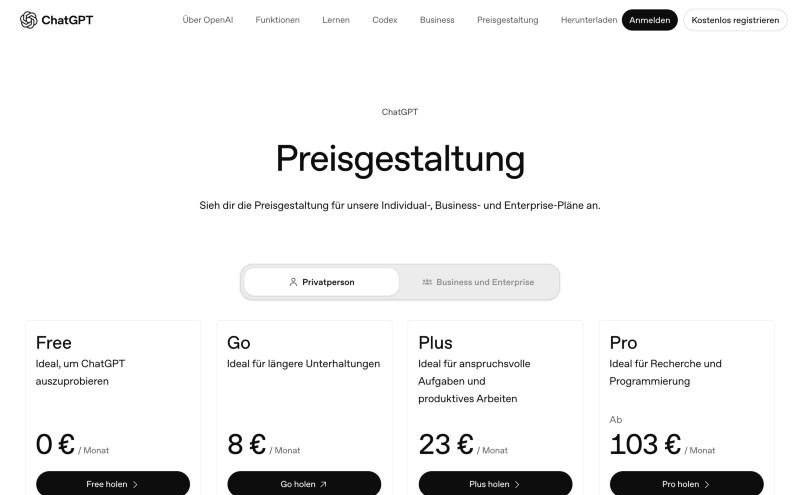 ChatGPT
Über OpenAI Funktionen Lernen Codex Business Preisgestaltung Herunterladen Anmelden Kostenlos registrieren
ChatGPT
Preisgestaltung
Sieh dir die Preisgestaltung für unsere Individual-, Business- und Enterprise-Pläne an.
Privatperson
Business und Enterprise
Free
Ideal, um ChatGPT
auszuprobieren
0 € / Monat
Free holen
Go
Ideal für längere Unterhaltungen
8 € / Monat
Go holen
Plus
Ideal für anspruchsvolle
Aufgaben und
produktives Arbeiten
23 € / Monat
Plus holen
Pro
Ideal für Recherche und
Programmierung
Ab
103 € / Monat
Pro holen